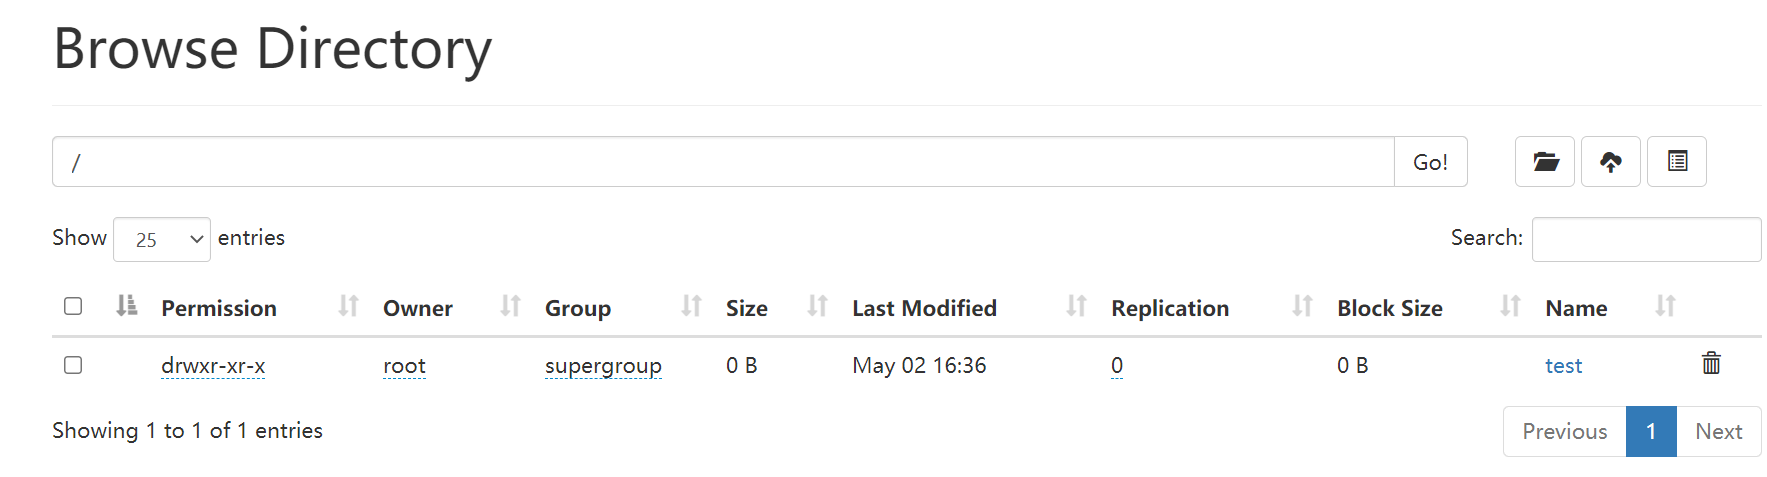 Browse Directory
/ Go!
Show 25 entries Search:
Permission Owner Group Size Last Modified Replication Block Size Name
drwxr-xr-x root supergroup 0 B May 02 16:36 0 0 B test
Showing 1 to 1 of 1 entries Previous 1 Next